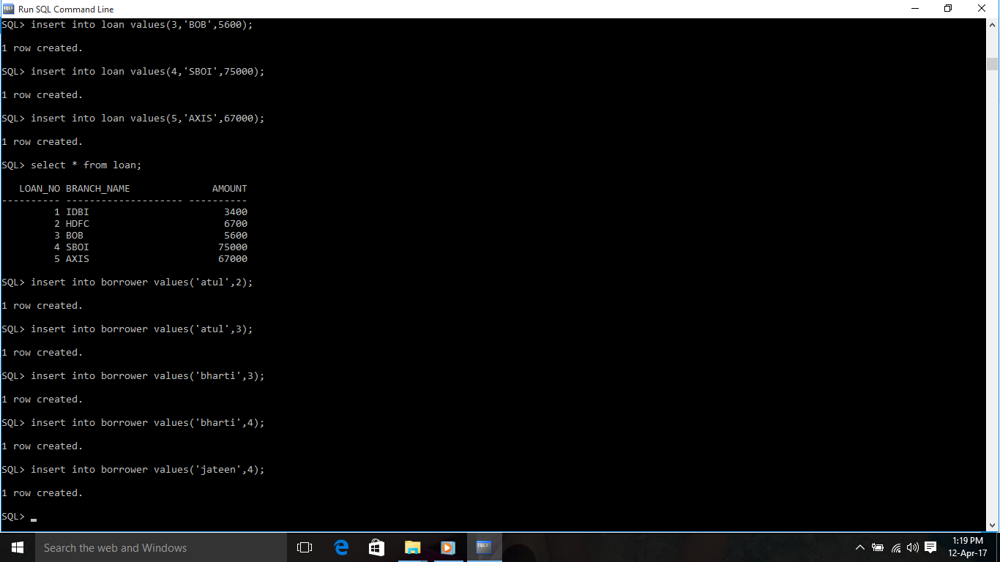 Run SQL Command Line
SQL> insert into loan values(3,'BOB',5600);
1 row created.
SQL> insert into loan values(4,'SBOI',75000);
1 row created.
SQL> insert into loan values(5,'AXIS',67000);
1 row created.
SQL> select * from loan;
LOAN_NO BRANCH_NAME AMOUNT
---------- -------------------- ----------
1 IDBI 3400
2 HDFC 6700
3 BOB 5600
4 SBOI 75000
5 AXIS 67000
SQL> insert into borrower values('atul',2);
1 row created.
SQL> insert into borrower values('atul',3);
1 row created.
SQL> insert into borrower values('bharti',3);
1 row created.
SQL> insert into borrower values('bharti',4);
1 row created.
SQL> insert into borrower values('jateen',4);
1 row created.
SQL> _
Search the web and Windows
1:19 PM
12-Apr-17